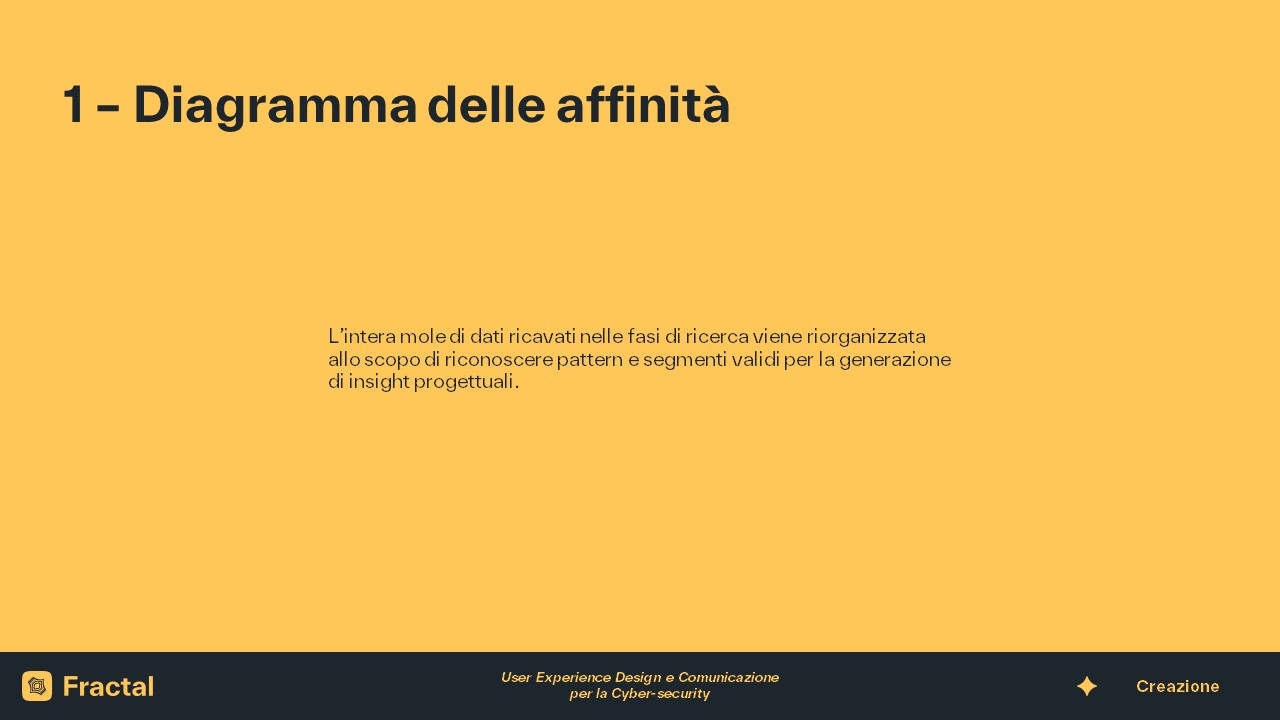 1 – Diagramma delle affinità
L’intera mole di dati ricavati nelle fasi di ricerca viene riorganizzata
allo scopo di riconoscere pattern e segmenti validi per la generazione
di insight progettuali.
Fractal
User Experience Design e Comunicazione
per la Cyber-security
Creazione